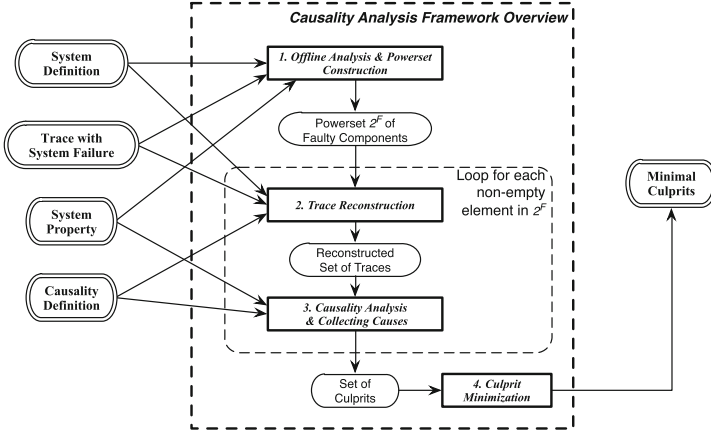 Causality Analysis Framework Overview
System
Definition
1. Offline Analysis & Powerset
Construction
Trace with
System Failure
Powerset 2^F of
Faulty Components
Loop for each
non-empty
element in 2^F
Minimal
Culprits
System
Property
2. Trace Reconstruction
Reconstructed
Set of Traces
Causality
Definition
3. Causality Analysis
& Collecting Causes
Set of
Culprits
4. Culprit
Minimization